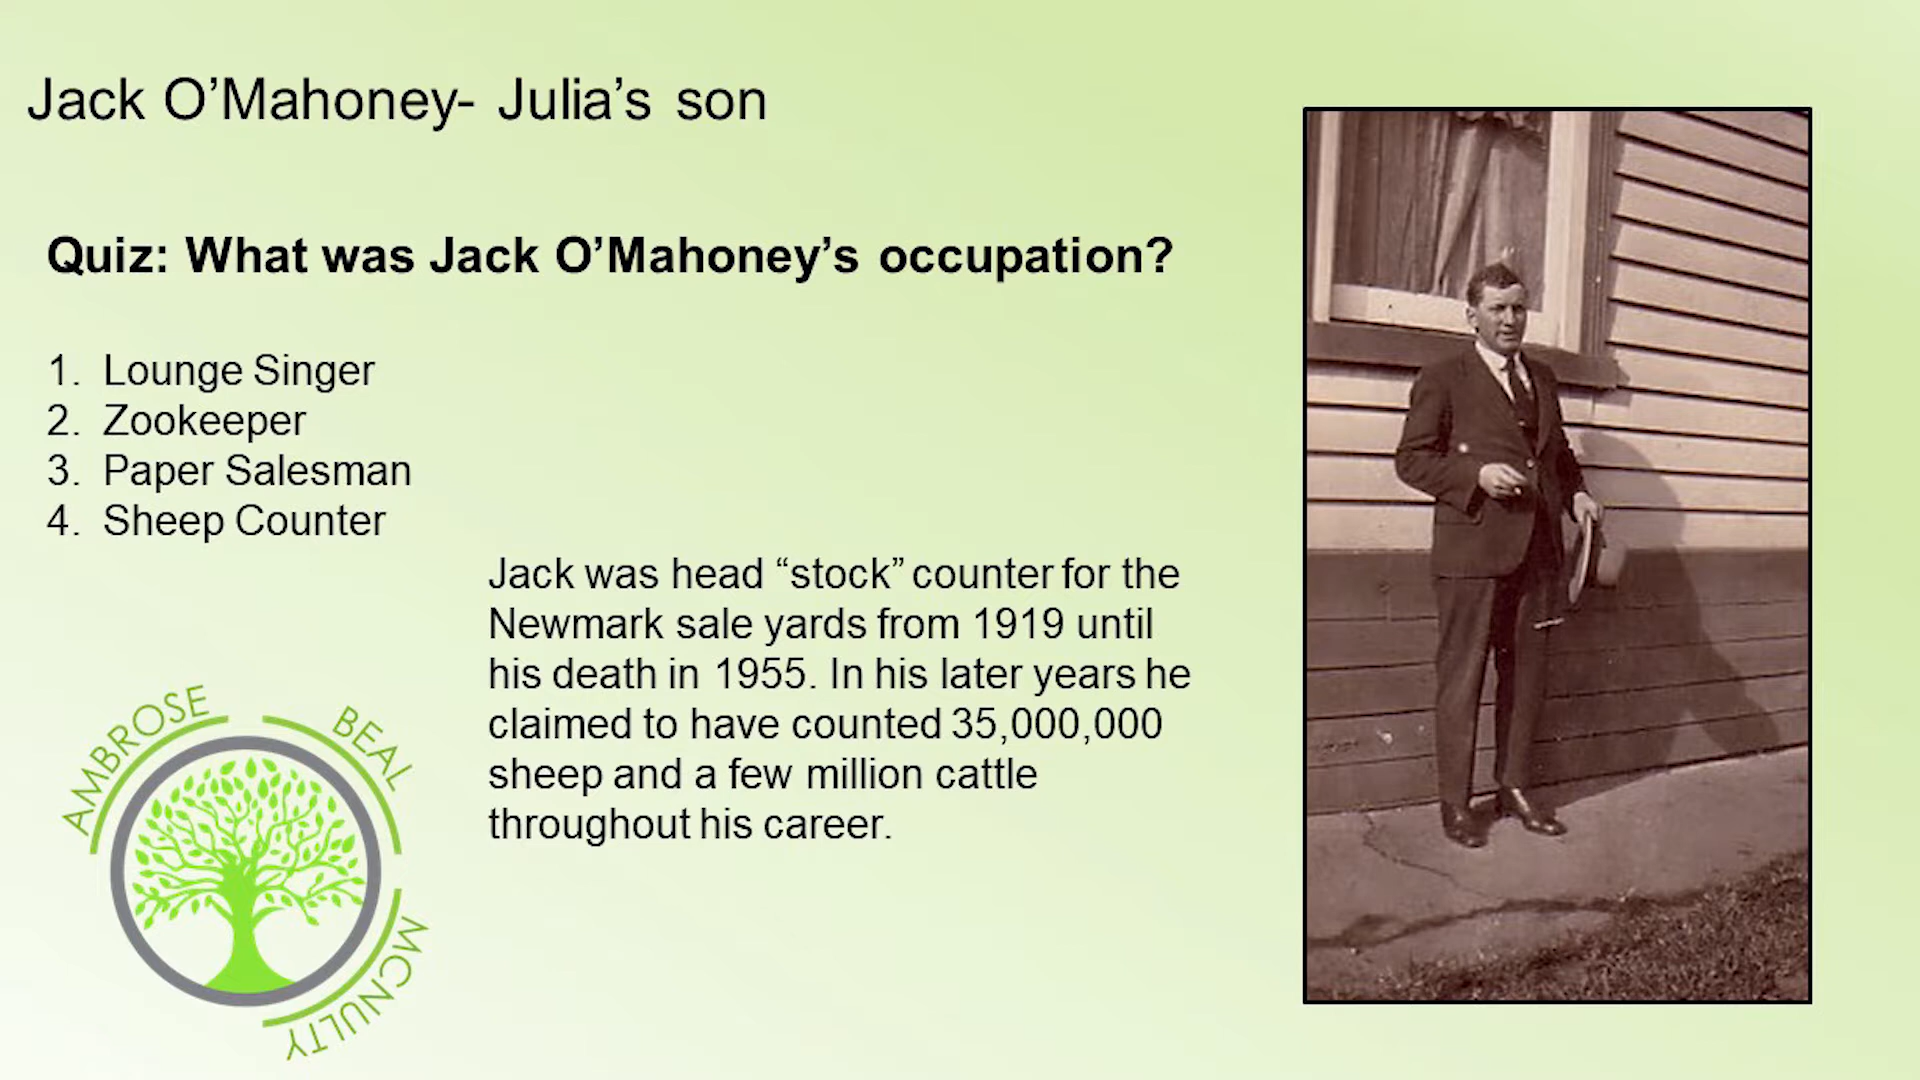 Jack O’Mahoney- Julia’s son
Quiz: What was Jack O’Mahoney’s occupation?
1. Lounge Singer
2. Zookeeper
3. Paper Salesman
4. Sheep Counter
Jack was head “stock” counter for the
Newmark sale yards from 1919 until
his death in 1955. In his later years he
claimed to have counted 35,000,000
sheep and a few million cattle
throughout his career.
AMBROSE
BEAL
MCNULTY